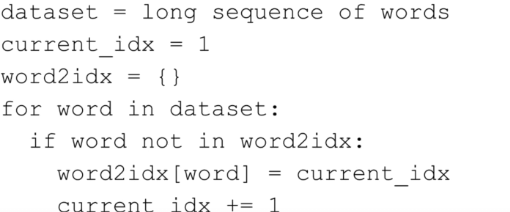 dataset = long sequence of words
current_idx = 1
word2idx = {}
for word in dataset:
  if word not in word2idx:
    word2idx[word] = current_idx
    current_idx += 1